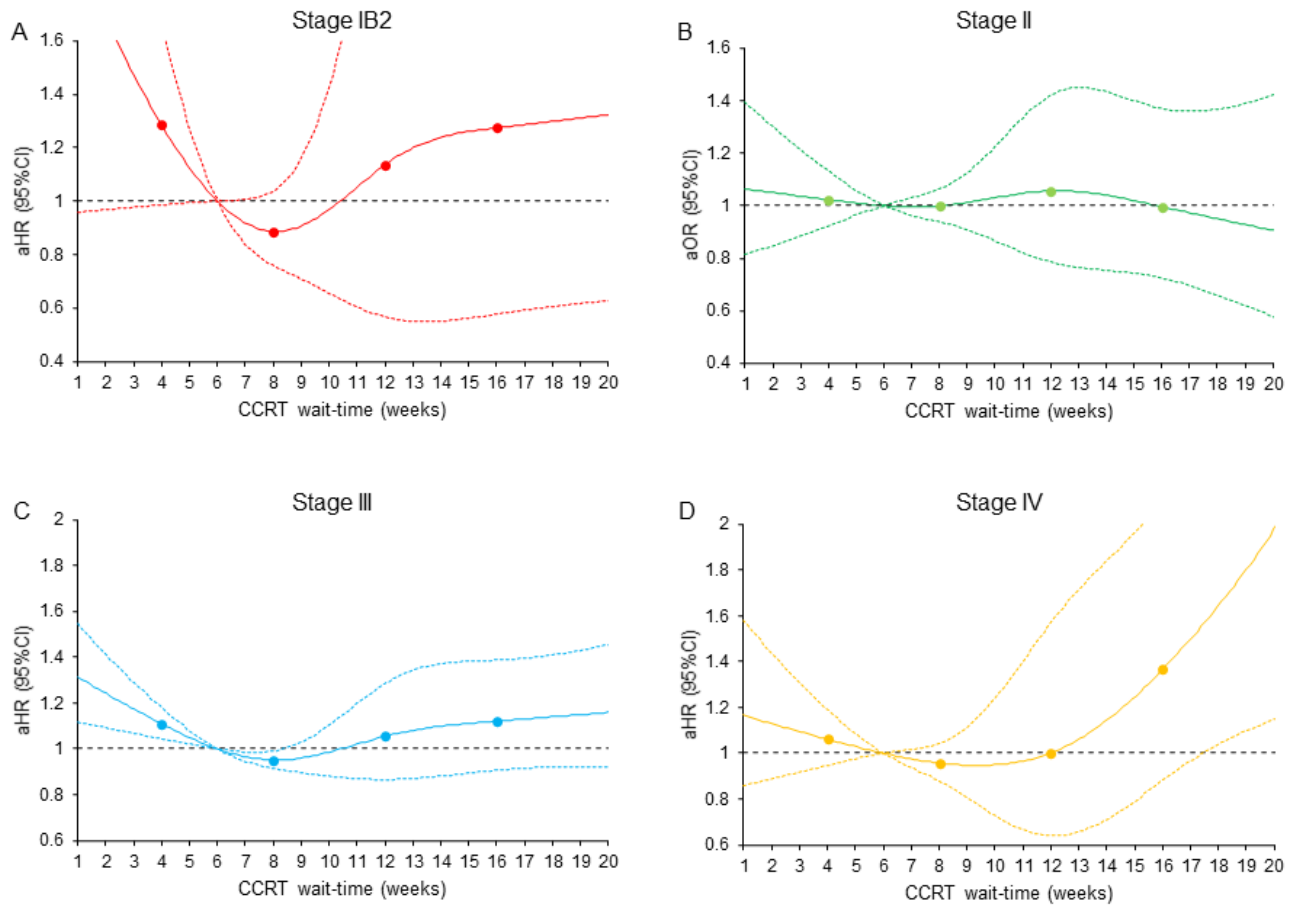 A
Stage IB2
1.6
1.4
1.2
1
0.8
0.6
0.4
aHR (95%CI)
1 2 3 4 5 6 7 8 9 10 11 12 13 14 15 16 17 18 19 20
CCRT wait-time (weeks)
B
Stage II
1.6
1.4
1.2
1
0.8
0.6
0.4
aOR (95%CI)
1 2 3 4 5 6 7 8 9 10 11 12 13 14 15 16 17 18 19 20
CCRT wait-time (weeks)
C
Stage III
2
1.8
1.6
1.4
1.2
1
0.8
0.6
aHR (95%CI)
1 2 3 4 5 6 7 8 9 10 11 12 13 14 15 16 17 18 19 20
CCRT wait-time (weeks)
D
Stage IV
2
1.8
1.6
1.4
1.2
1
0.8
0.6
aHR (95%CI)
1 2 3 4 5 6 7 8 9 10 11 12 13 14 15 16 17 18 19 20
CCRT wait-time (weeks)